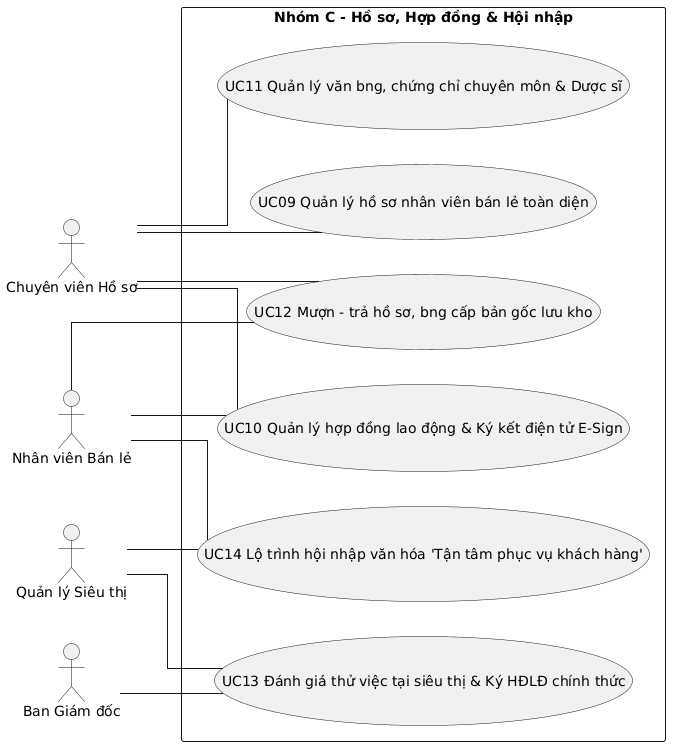 Nhóm C - Hồ sơ, Hợp đồng & Hội nhập
UC11 Quản lý văn bng, chứng chỉ chuyên môn & Dược sĩ
UC09 Quản lý hồ sơ nhân viên bán lẻ toàn diện
Chuyên viên Hồ sơ
UC12 Mượn - trả hồ sơ, bng cấp bản gốc lưu kho
UC10 Quản lý hợp đồng lao động & Ký kết điện tử E-Sign
Nhân viên Bán lẻ
UC14 Lộ trình hội nhập văn hóa 'Tận tâm phục vụ khách hàng'
Quản lý Siêu thị
UC13 Đánh giá thử việc tại siêu thị & Ký HĐLĐ chính thức
Ban Giám đốc